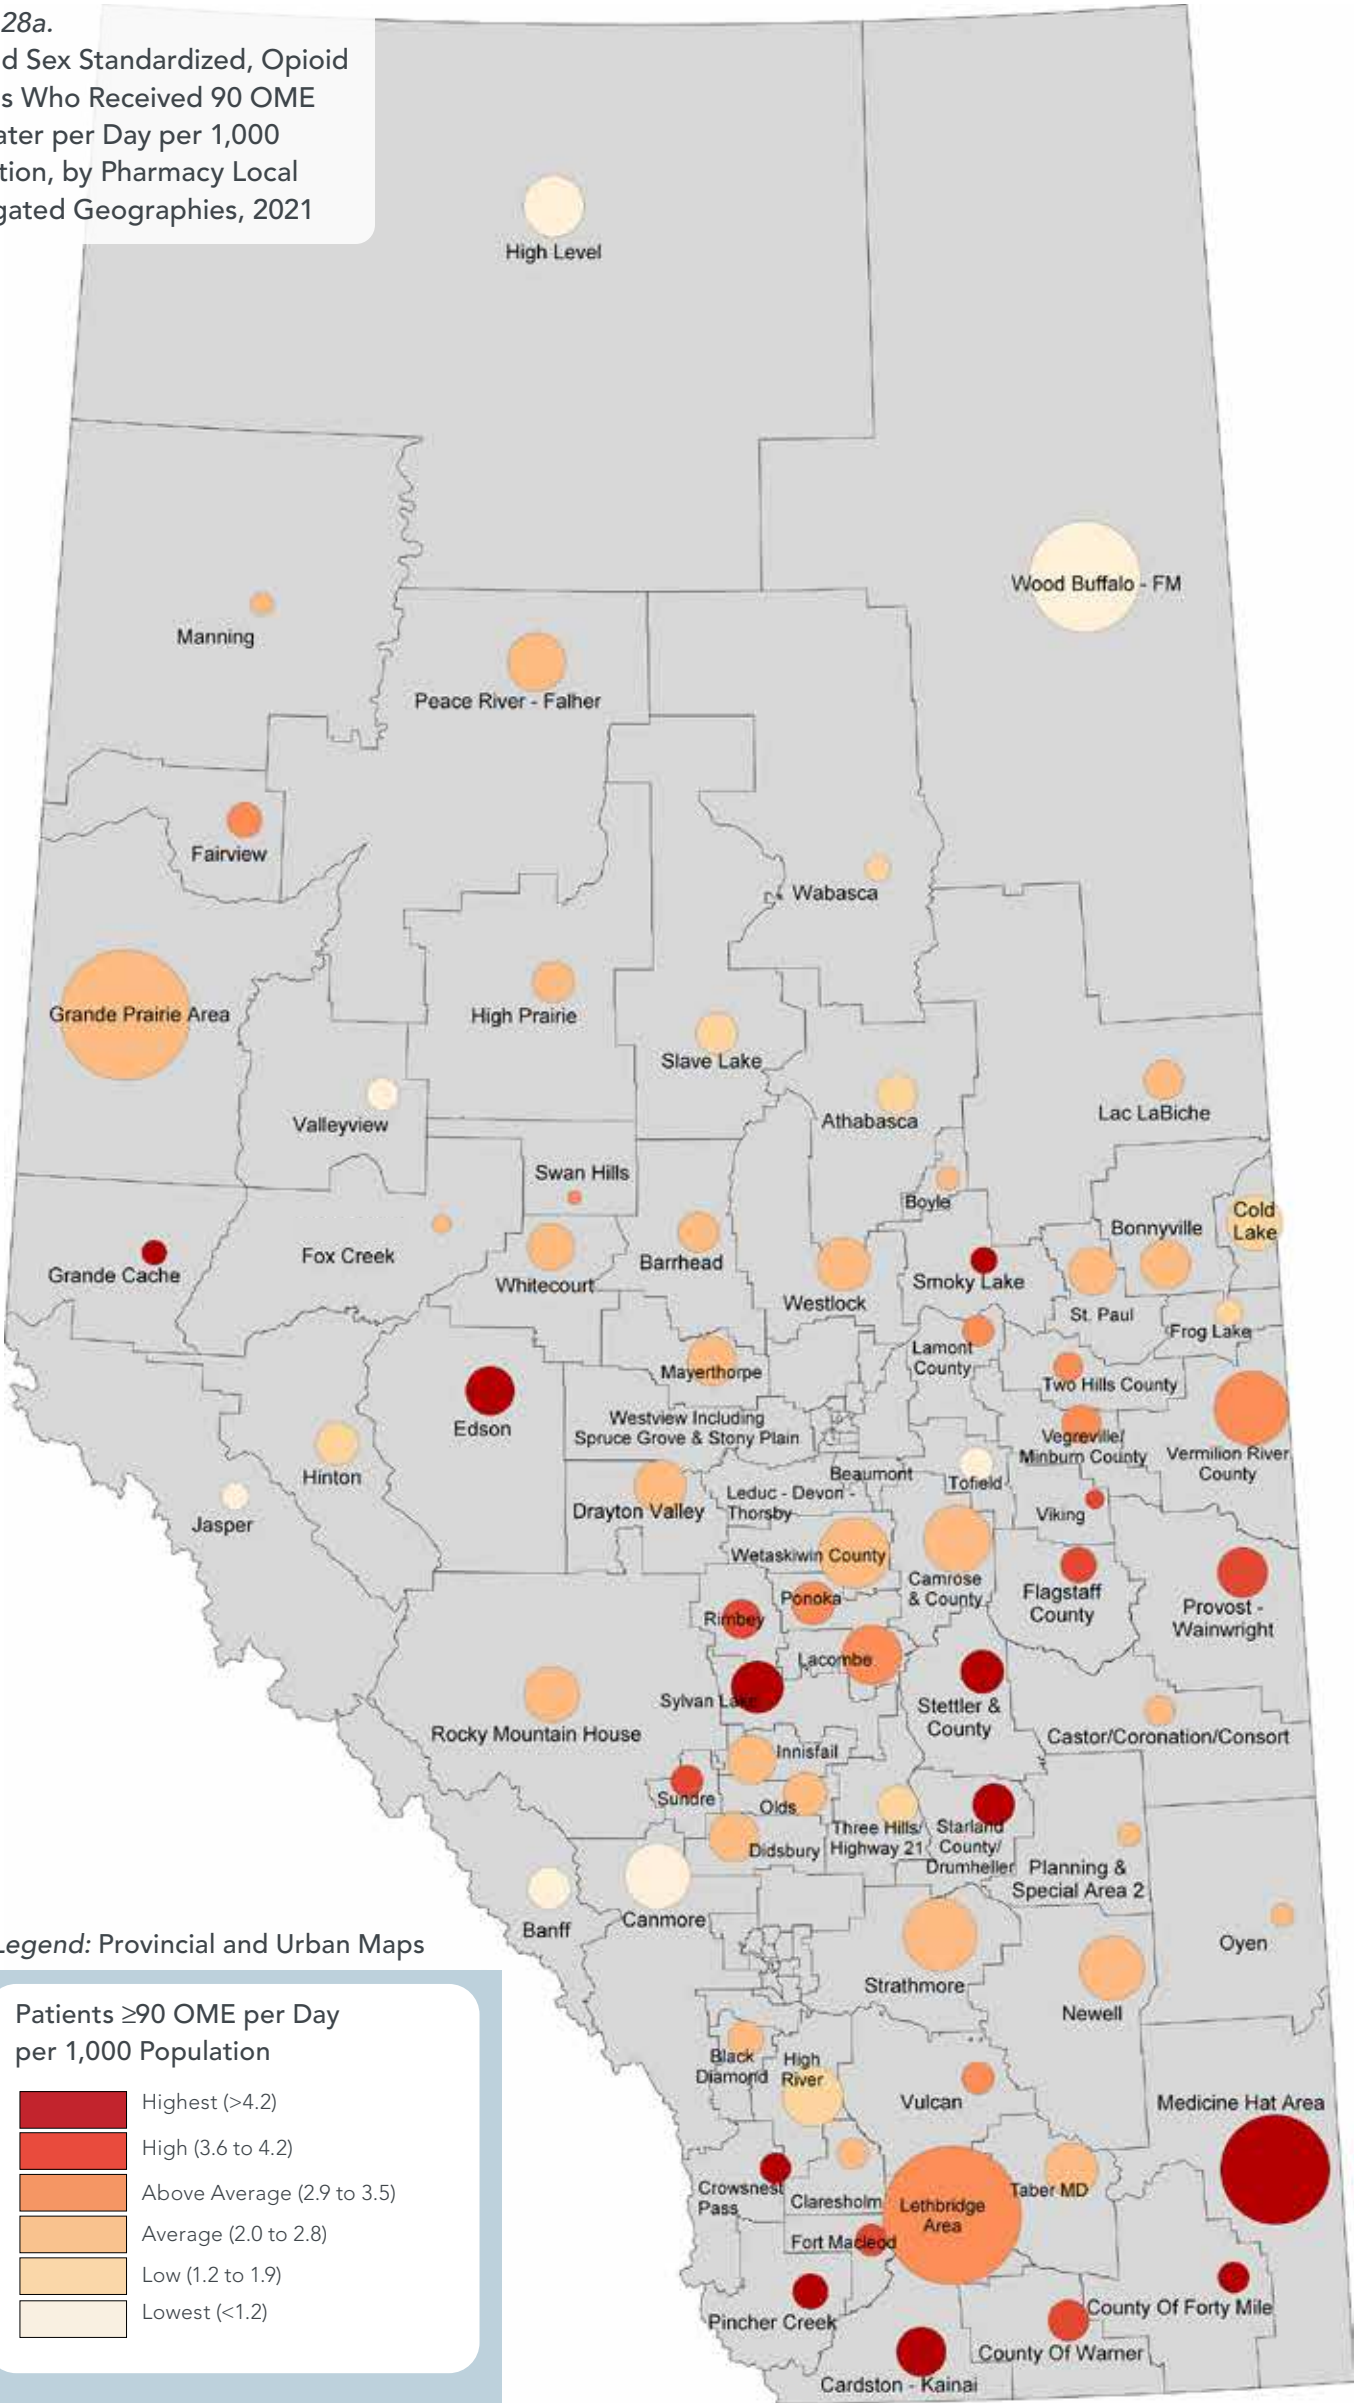 28a.
d Sex Standardized, Opioid
s Who Received 90 OME
ater per Day per 1,000
tion, by Pharmacy Local
gated Geographies, 2021
High Level
Wood Buffalo - FM
Manning
Peace River - Falher
Fairview
Wabasca
Grande Prairie Area
High Prairie
Slave Lake
Valleyview
Athabasca
Lac LaBiche
Swan Hills
Boyle
Cold
Lake
Bonnyville
Fox Creek
Grande Cache
Whitecourt
Barrhead
Westlock
Smoky Lake
St. Paul
Frog Lake
Lamont
County
Mayerthorpe
Two Hills County
Edson
Westview Including
Spruce Grove & Stony Plain
Vegreville/
Minburn County
Vermilion River
County
Hinton
Beaumont
Tofield
Jasper
Drayton Valley
Leduc - Devon -
Thorsby
Viking
Wetaskiwin County
Camrose
& County
Flagstaff
County
Provost -
Wainwright
Ponoka
Rimbey
Lacombe
Sylvan Lake
Stettler &
County
Rocky Mountain House
Castor/Coronation/Consort
Innisfail
Sundre
Olds
Three Hills/
Highway 21
Starland
County/
Drumheller
Didsbury
Planning &
Special Area 2
Banff
Canmore
Oyen
Strathmore
Newell
Black
Diamond
High
River
Vulcan
Medicine Hat Area
Crowsnest
Pass
Claresholm
Lethbridge
Area
Taber MD
Fort Macleod
Pincher Creek
County Of Forty Mile
County Of Warner
Cardston - Kainai
Legend: Provincial and Urban Maps
Patients ≥90 OME per Day
per 1,000 Population
Highest (>4.2)
High (3.6 to 4.2)
Above Average (2.9 to 3.5)
Average (2.0 to 2.8)
Low (1.2 to 1.9)
Lowest (<1.2)